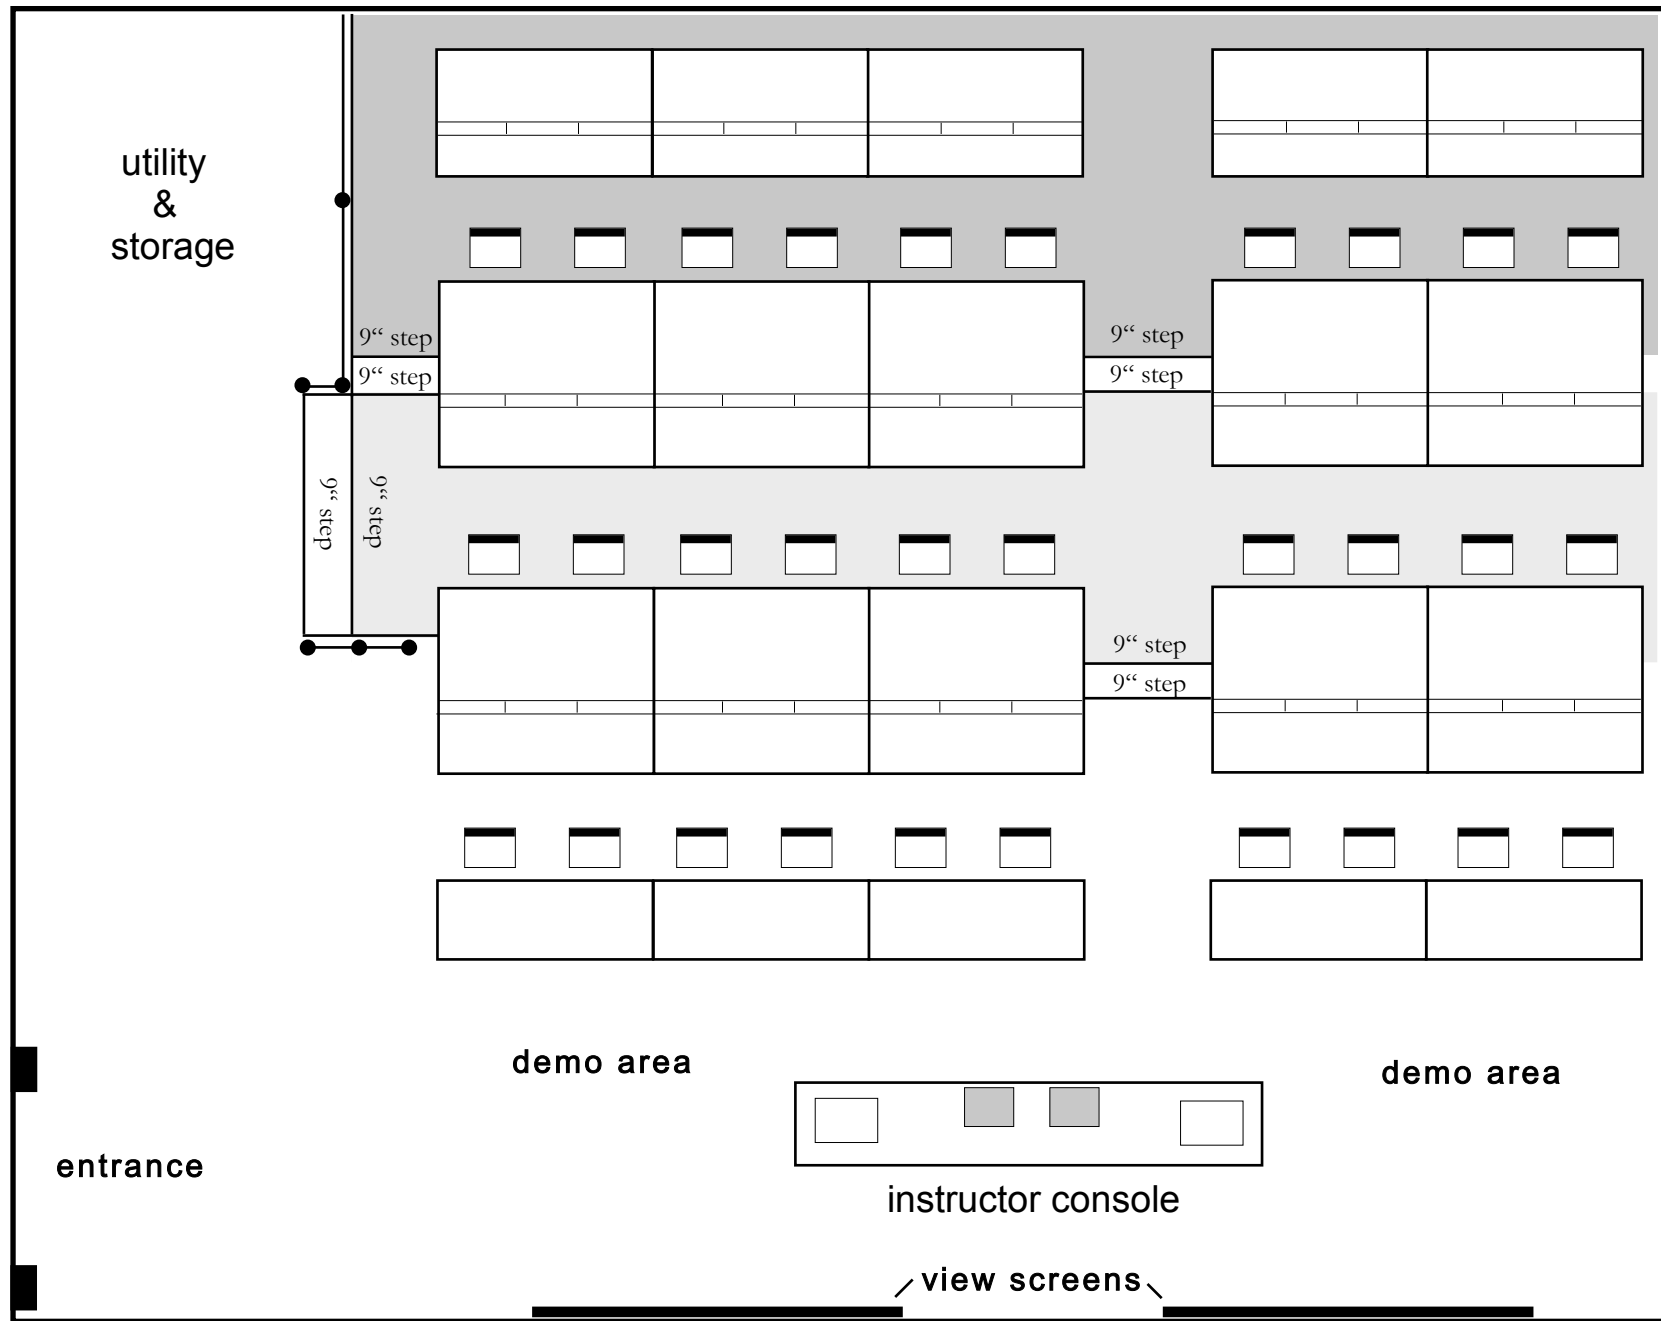 utility
&
storage
9“ step
9“ step
9“ step
9“ step
9“ step
9“ step
9“ step
9“ step
demo area
demo area
entrance
instructor console
view screens